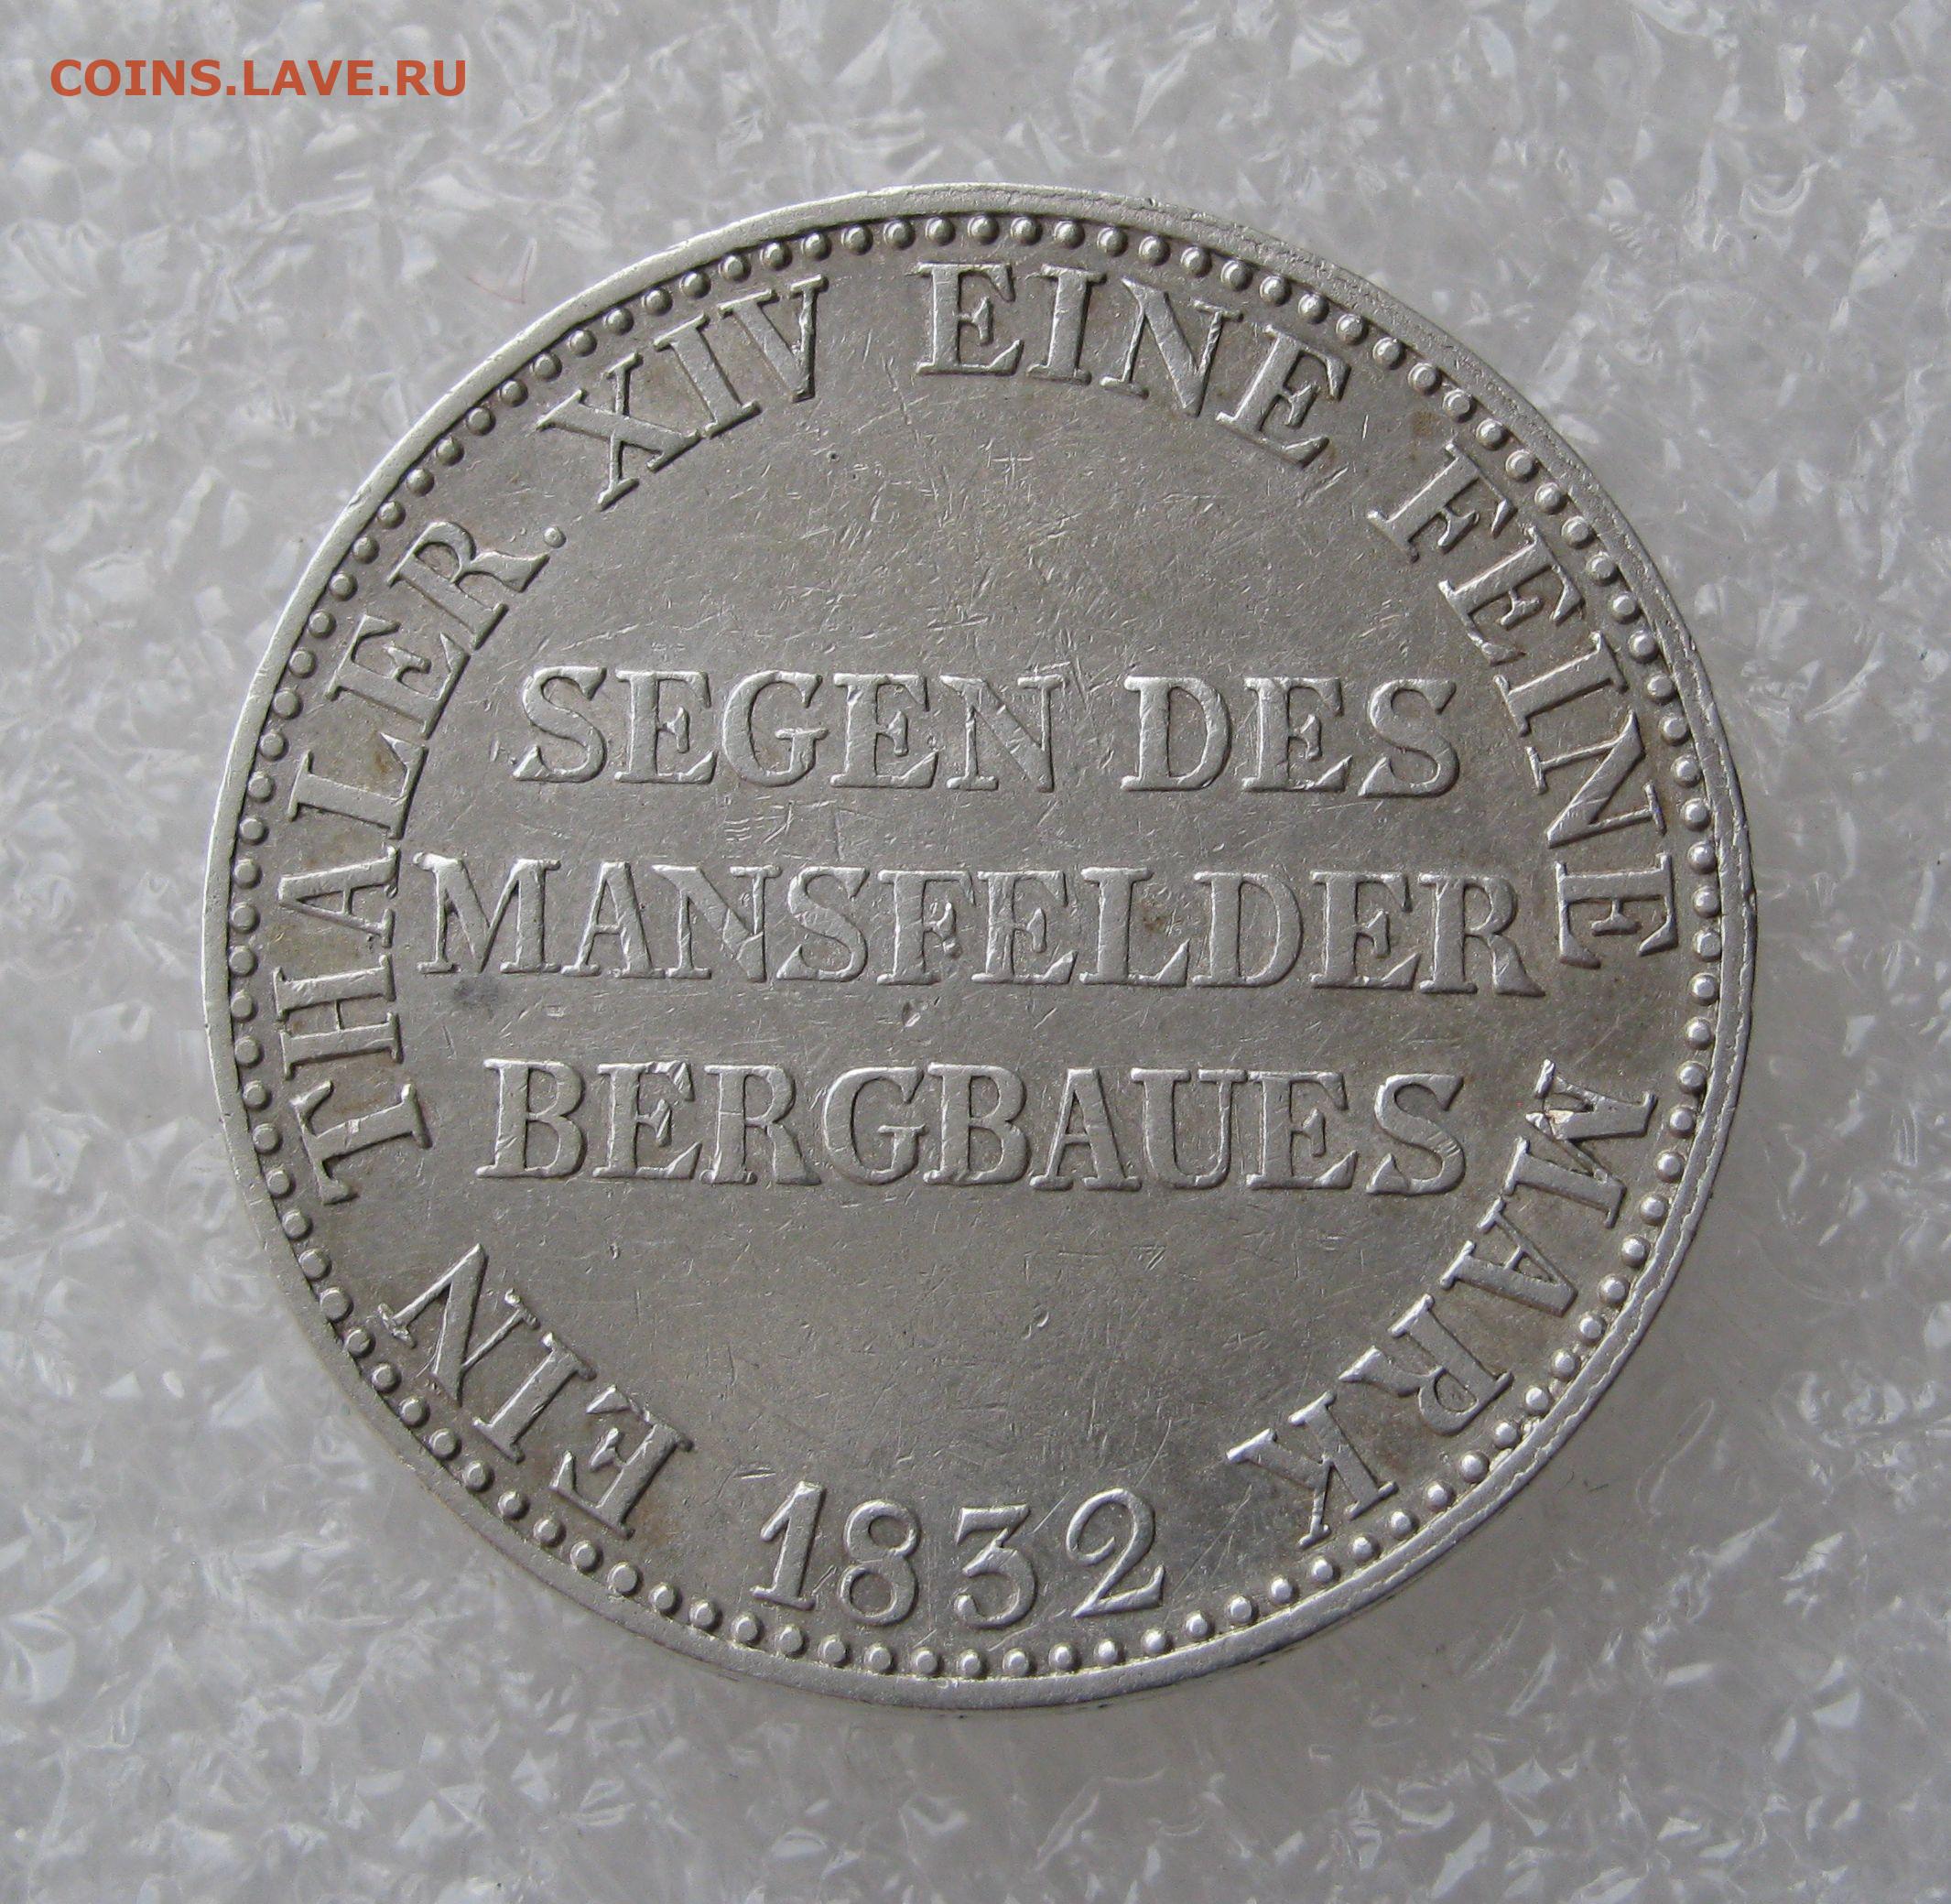 COINS.LAVE.RU
EIN THALER. XIV EINE FEINE MARK
SEGEN DES
MANSFELDER
BERGBAUES
1832